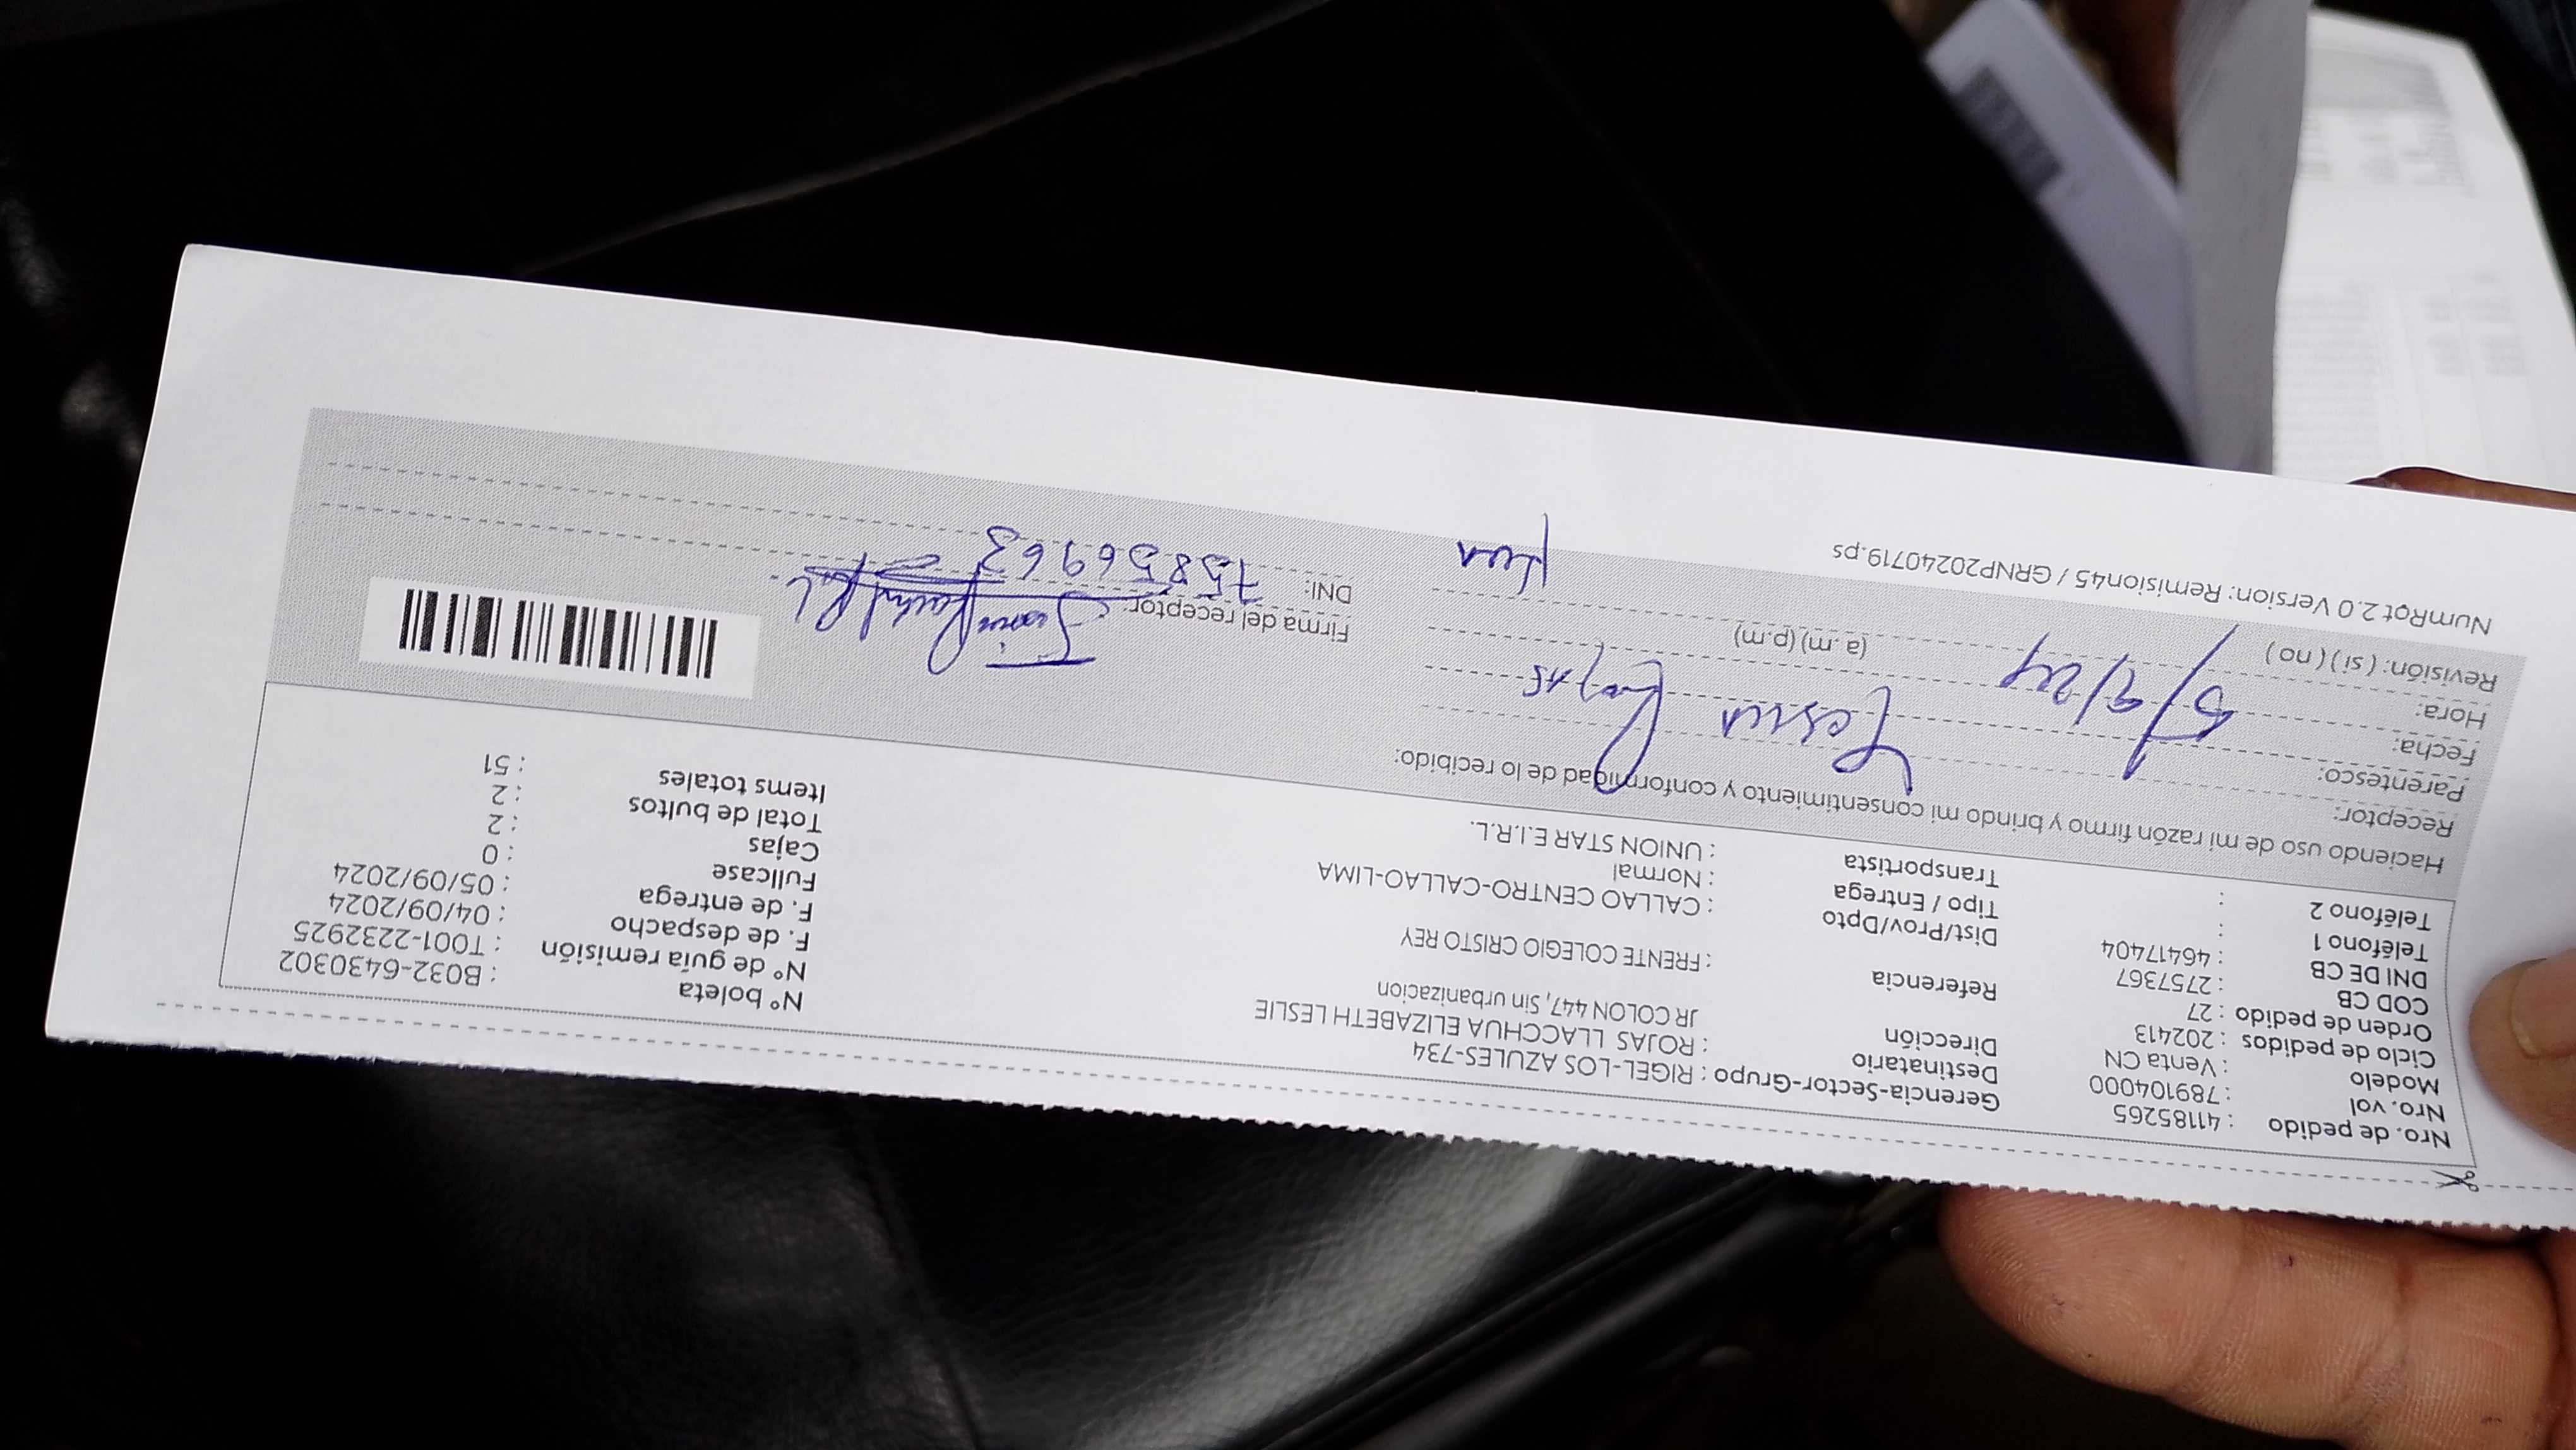 Nro. de pedido : 41185265
Nro. vol : 789104000
Modelo : Venta CN
Ciclo de pedidos : 202413
Orden de pedido : 27
COD CB : 2757367
DNI DE CB : 46417404
Teléfono 1 :
Teléfono 2 :
Gerencia-Sector-Grupo : RIGEL-LOS AZULES-734
Destinatario : ROJAS LLACCHUA ELIZABETH LESLIE
Dirección JR COLON 447, Sin urbanizacion
Referencia : FRENTE COLEGIO CRISTO REY
Dist/Prov/Dpto : CALLAO CENTRO-CALLAO-LIMA
Tipo / Entrega : Normal
Transportista : UNION STAR E.I.R.L.
N° boleta : B032-6430302
N° de guía remisión : T001-2232925
F. de despacho : 04/09/2024
F. de entrega : 05/09/2024
Fullcase : 0
Cajas : 2
Total de bultos : 2
Items totales : 51
Haciendo uso de mi razón firmo y brindo mi consentimiento y conformidad de lo recibido:
Receptor:
Parentesco:
Fecha: 5/9/24
Hora: (a.m) (p.m)
Revisión: ( si ) ( no )
Firma del receptor:
DNI: 75856963
NumRot 2.0 Version: Remision45 / GRNP20240719.ps